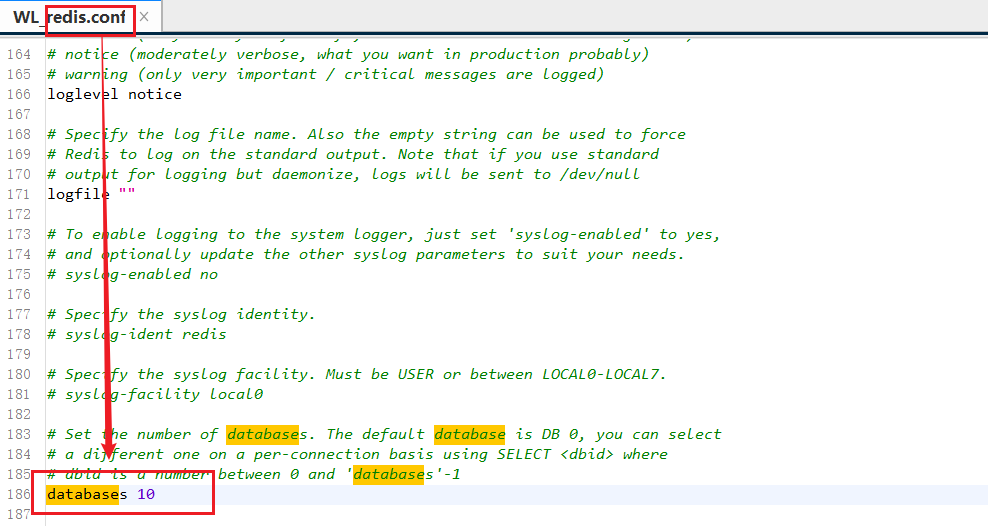 WL_redis.conf
164 # notice (moderately verbose, what you want in production probably)
165 # warning (only very important / critical messages are logged)
166 loglevel notice
167
168 # Specify the log file name. Also the empty string can be used to force
169 # Redis to log on the standard output. Note that if you use standard
170 # output for logging but daemonize, logs will be sent to /dev/null
171 logfile ""
172
173 # To enable logging to the system logger, just set 'syslog-enabled' to yes,
174 # and optionally update the other syslog parameters to suit your needs.
175 # syslog-enabled no
176
177 # Specify the syslog identity.
178 # syslog-ident redis
179
180 # Specify the syslog facility. Must be USER or between LOCAL0-LOCAL7.
181 # syslog-facility local0
182
183 # Set the number of databases. The default database is DB 0, you can select
184 # a different one on a per-connection basis using SELECT <dbid> where
185 # dbid is a number between 0 and 'databases'-1
186 databases 10
187